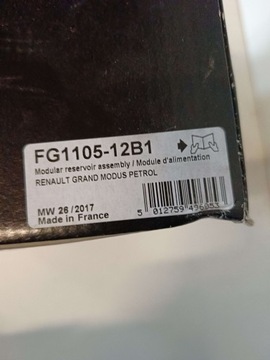 FG1105-12B1
Modular reservoir assembly / Module d'alimentation
RENAULT GRAND MODUS PETROL
MW 26/2017
Made in France